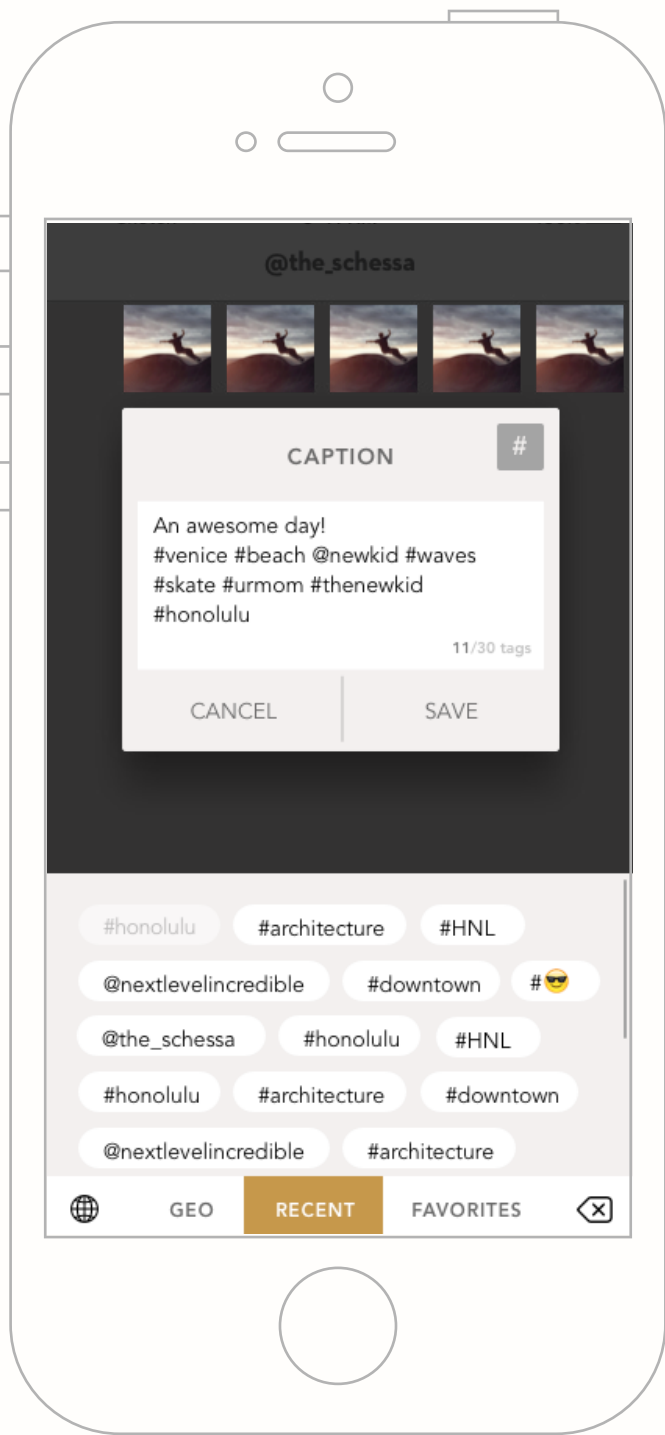 @the_schessa
CAPTION
#
An awesome day!
#venice #beach @newkid #waves
#skate #urmom #thenewkid
#honolulu
11/30 tags
CANCEL SAVE
#honolulu #architecture #HNL
@nextlevelincredible #downtown #😎
@the_schessa #honolulu #HNL
#honolulu #architecture #downtown
@nextlevelincredible #architecture
GEO RECENT FAVORITES